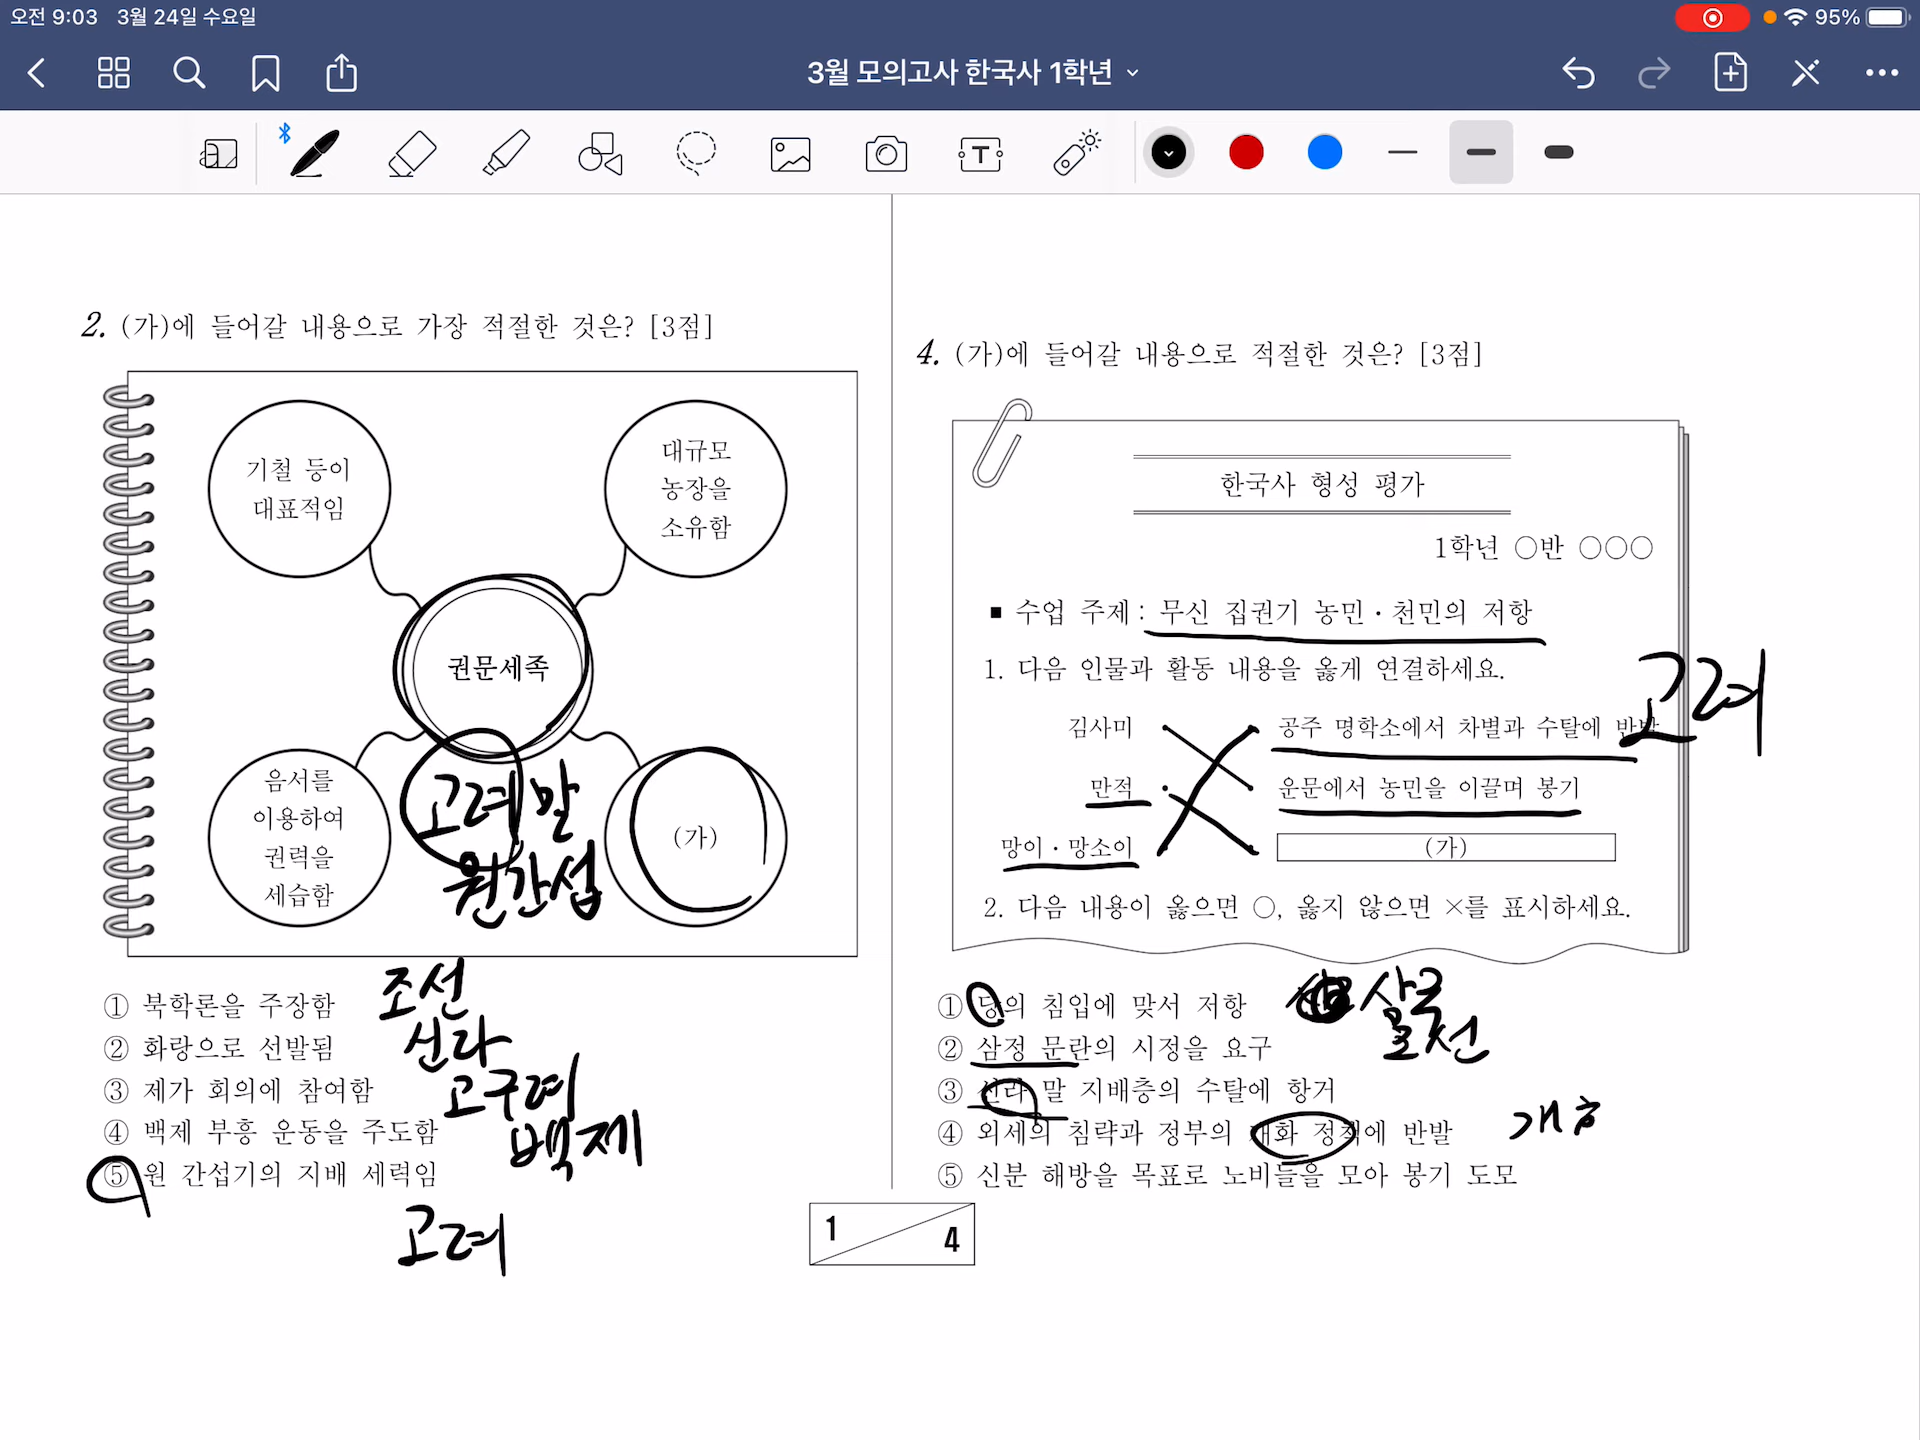 오전 9:03 3월 24일 수요일
95%
3월 모의고사 한국사 1학년
2. (가)에 들어갈 내용으로 가장 적절한 것은? [3점]
기철 등이
대표적임
대규모
농장을
소유함
권문세족
음서를
이용하여
권력을
세습함
(가)
고려 말
원간섭
① 북학론을 주장함
조선
② 화랑으로 선발됨
신라
③ 제가 회의에 참여함
고구려
④ 백제 부흥 운동을 주도함
백제
⑤ 원 간섭기의 지배 세력임
고려
4. (가)에 들어갈 내용으로 적절한 것은? [3점]
한국사 형성 평가
1학년 ○반 ○○○
■ 수업 주제 : 무신 집권기 농민·천민의 저항
1. 다음 인물과 활동 내용을 옳게 연결하세요.
고려
김사미
공주 명학소에서 차별과 수탈에 반발
만적
운문에서 농민을 이끌며 봉기
망이·망소이
(가)
2. 다음 내용이 옳으면 ○, 옳지 않으면 ×를 표시하세요.
① 당의 침입에 맞서 저항
삼국
② 삼정 문란의 시정을 요구
③ 신라 말 지배층의 수탈에 항거
④ 외세의 침략과 정부의 개화 정책에 반발
⑤ 신분 해방을 목표로 노비들을 모아 봉기 도모
1
4